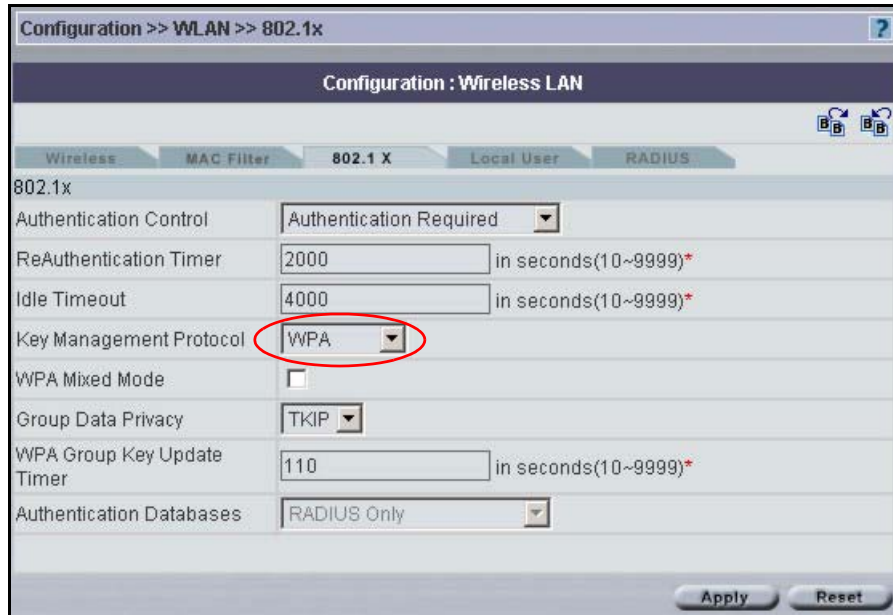 Configuration >> WLAN >> 802.1x ?
Configuration : Wireless LAN
B B B B B B
Wireless MAC Filter 802.1 X Local User RADIUS
802.1x
Authentication Control Authentication Required
ReAuthentication Timer 2000 in seconds(10~9999)*
Idle Timeout 4000 in seconds(10~9999)*
Key Management Protocol WPA
WPA Mixed Mode
Group Data Privacy TKIP
WPA Group Key Update
Timer 110 in seconds(10~9999)*
Authentication Databases RADIUS Only
Apply Reset